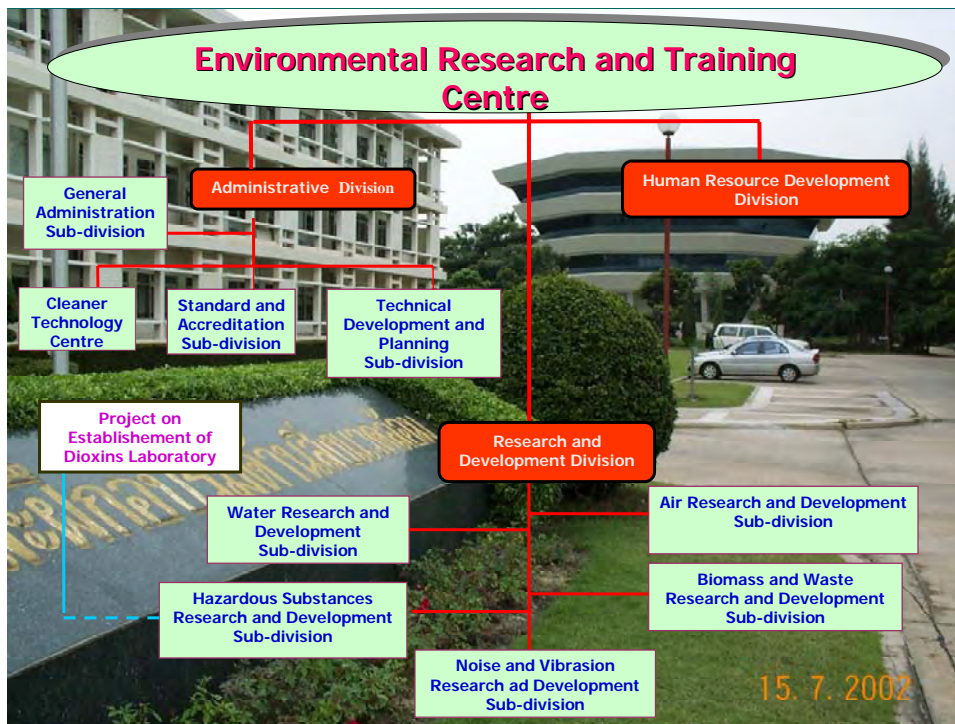 Environmental Research and Training
Centre
Administrative Division
Human Resource Development
Division
General
Administration
Sub-division
Cleaner
Technology
Centre
Standard and
Accreditation
Sub-division
Technical
Development and
Planning
Sub-division
Project on
Establishement of
Dioxins Laboratory
Research and
Development Division
Water Research and
Development
Sub-division
Air Research and Development
Sub-division
Hazardous Substances
Research and Development
Sub-division
Biomass and Waste
Research and Development
Sub-division
Noise and Vibrasion
Research ad Development
Sub-division
15. 7. 2002